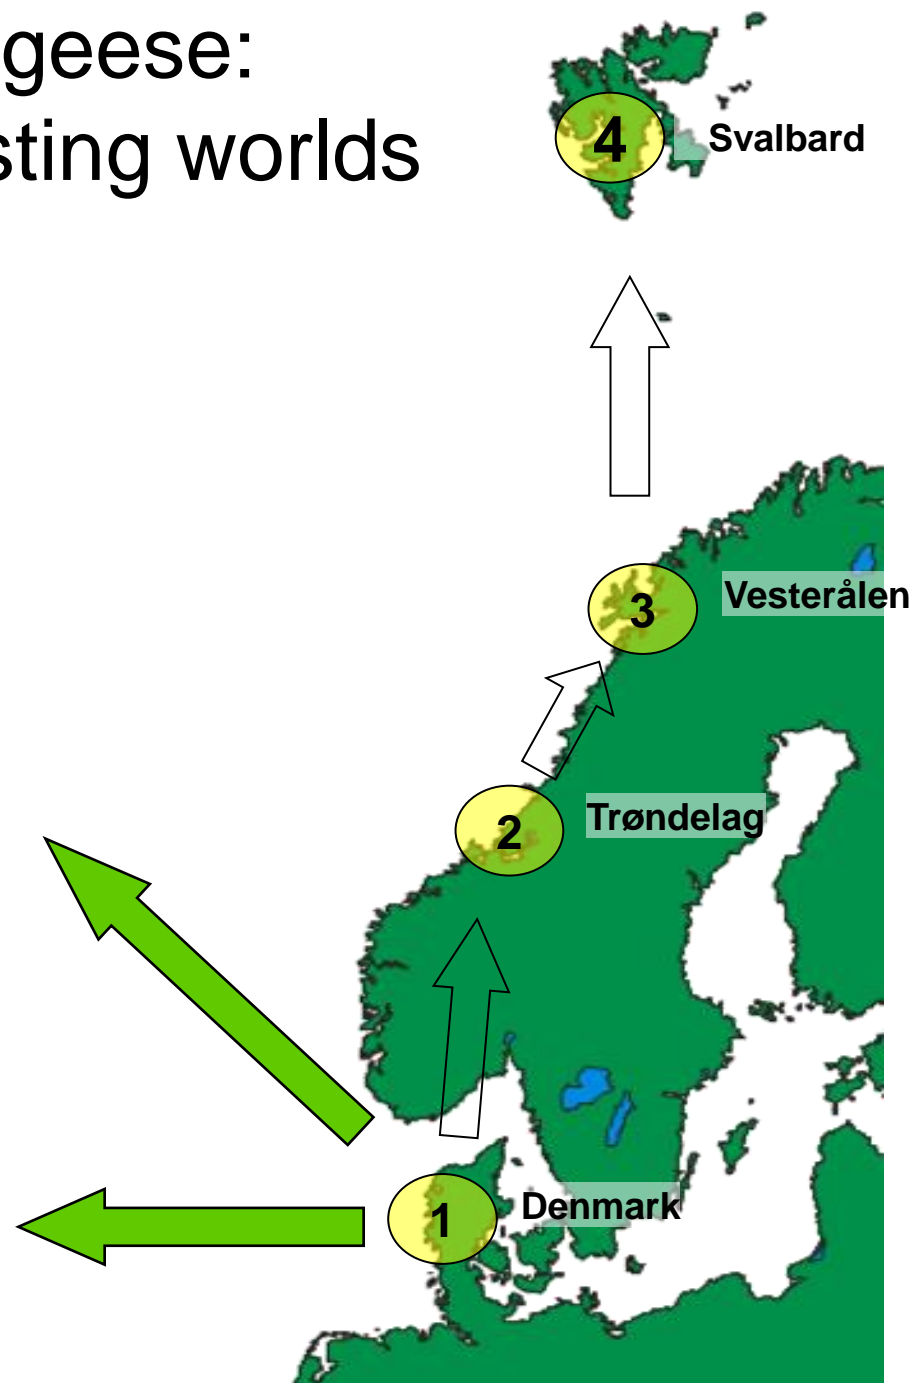 geese:
sting worlds
4
Svalbard
3
Vesterålen
2
Trøndelag
1
Denmark